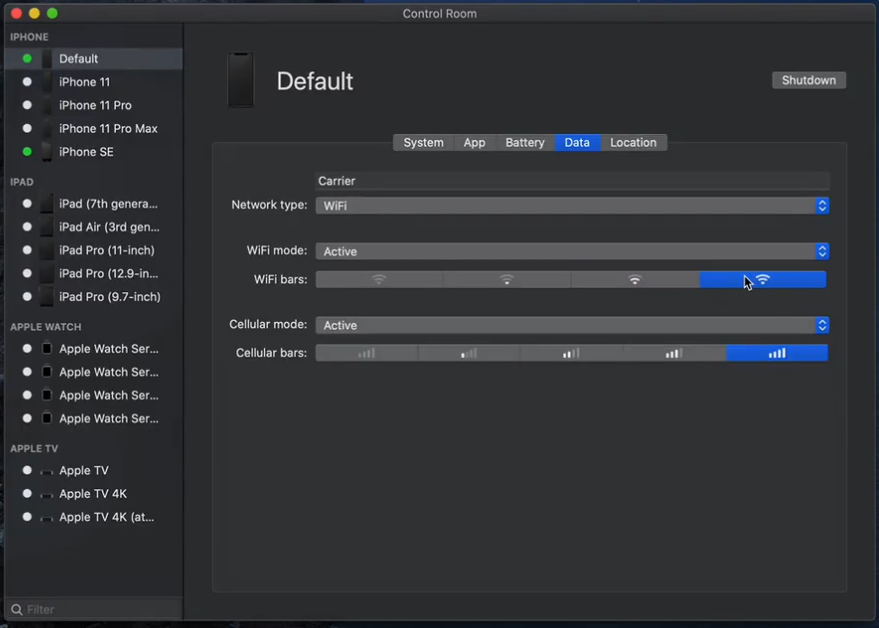 Control Room
IPHONE
Default
iPhone 11
iPhone 11 Pro
iPhone 11 Pro Max
iPhone SE
IPAD
iPad (7th genera...
iPad Air (3rd gen...
iPad Pro (11-inch)
iPad Pro (12.9-in...
iPad Pro (9.7-inch)
APPLE WATCH
Apple Watch Ser...
Apple Watch Ser...
Apple Watch Ser...
Apple Watch Ser...
APPLE TV
Apple TV
Apple TV 4K
Apple TV 4K (at...
Filter
Default
Shutdown
System App Battery Data Location
Carrier
Network type: WiFi
WiFi mode: Active
WiFi bars:
Cellular mode: Active
Cellular bars: